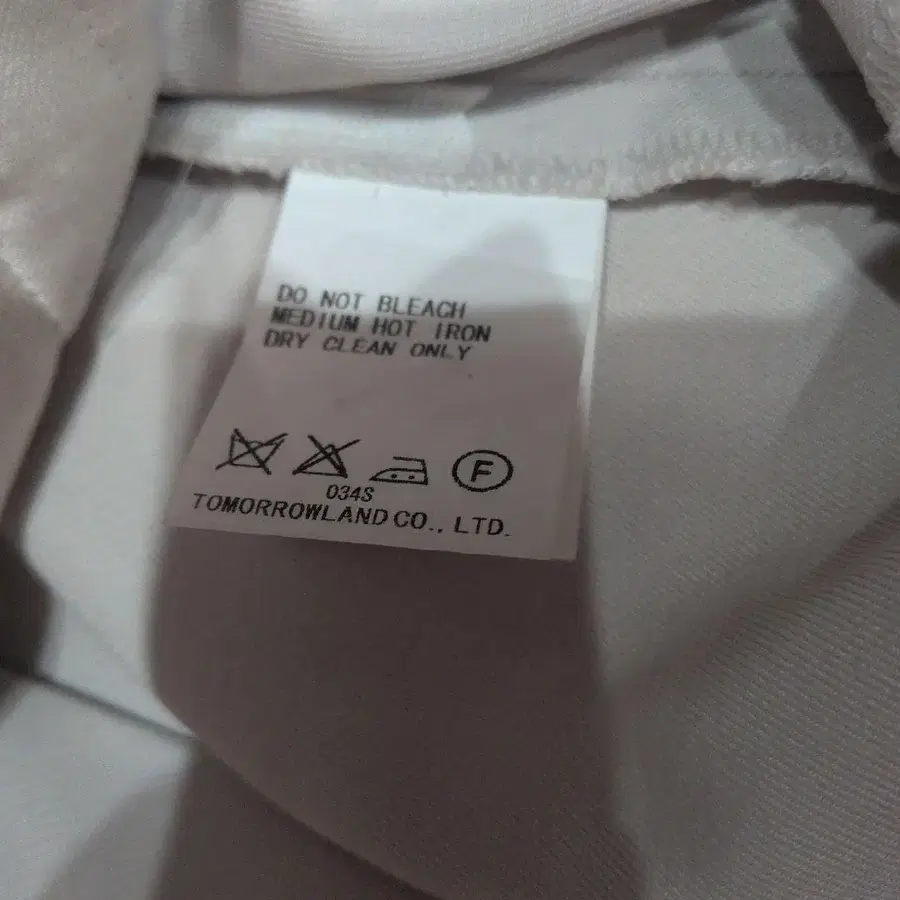 DO NOT BLEACH
MEDIUM HOT IRON
DRY CLEAN ONLY
F
034S
TOMORROWLAND CO., LTD.